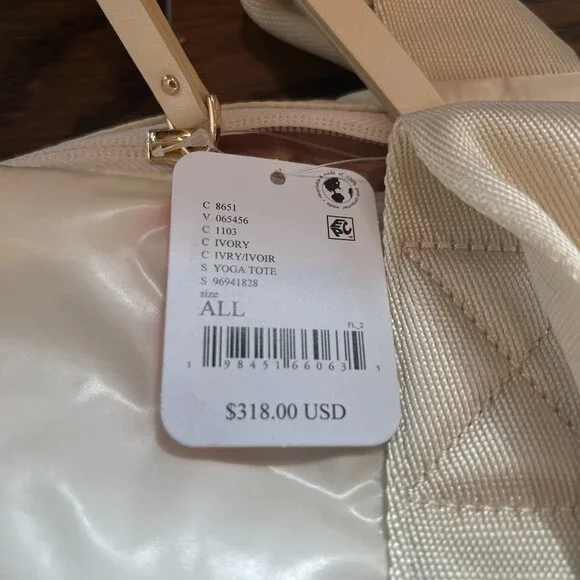 C 8651
V 065456
C 1103
C IVORY
C IVRY/IVOIR
S YOGA TOTE
S 96941828
size
ALL
FL_2
1 98451 66063 5
$318.00 USD